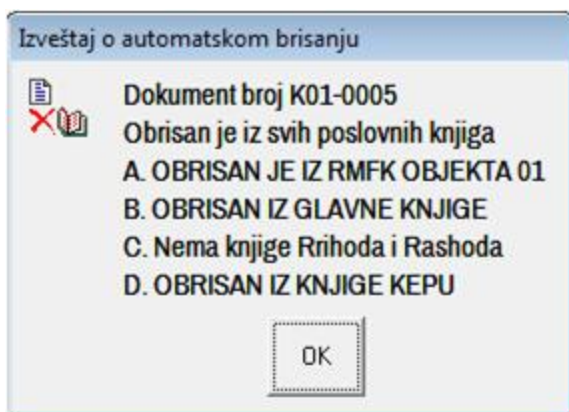 Izveštaj o automatskom brisanju
Dokument broj K01-0005
Obrisan je iz svih poslovnih knjiga
A. OBRISAN JE IZ RMFK OBJEKTA 01
B. OBRISAN IZ GLAVNE KNJIGE
C. Nema knjige Rrihoda i Rashoda
D. OBRISAN IZ KNJIGE KEPU
OK